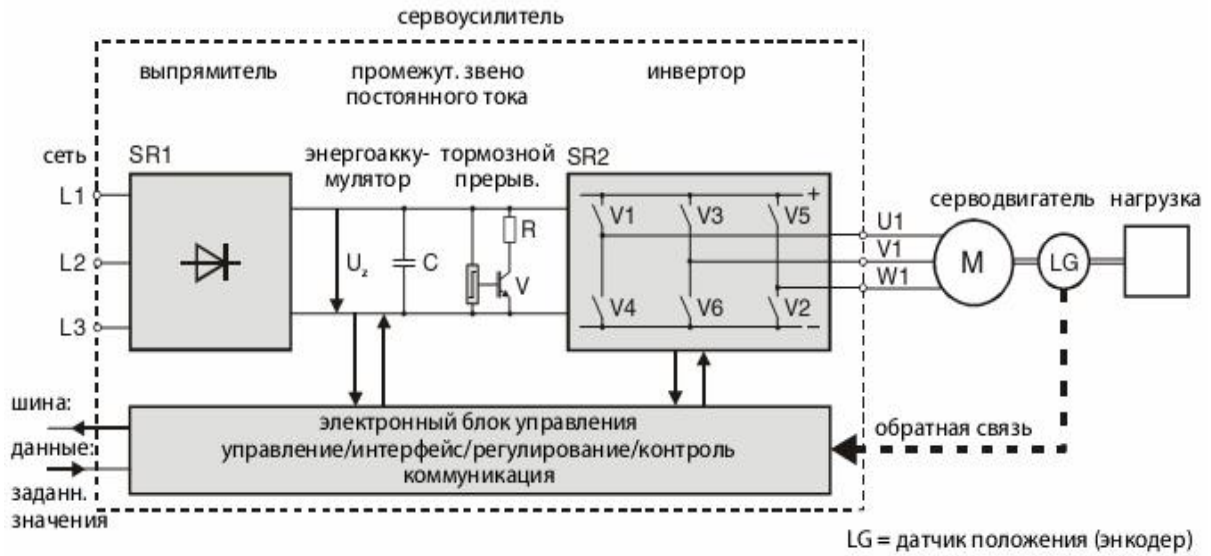 сервоусилитель
выпрямитель
промежут. звено
постоянного тока
инвертор
сеть
SR1
энергоакку-
мулятор
тормозной
прерыв.
SR2
L1
L2
L3
U_z
C
R
V
V1
V3
V5
+
V4
V6
V2
−
U1
V1
W1
серводвигатель
M
LG
нагрузка
шина:
данные:
заданн.
значения
электронный блок управления
управление/интерфейс/регулирование/контроль
коммуникация
обратная связь
LG = датчик положения (энкодер)